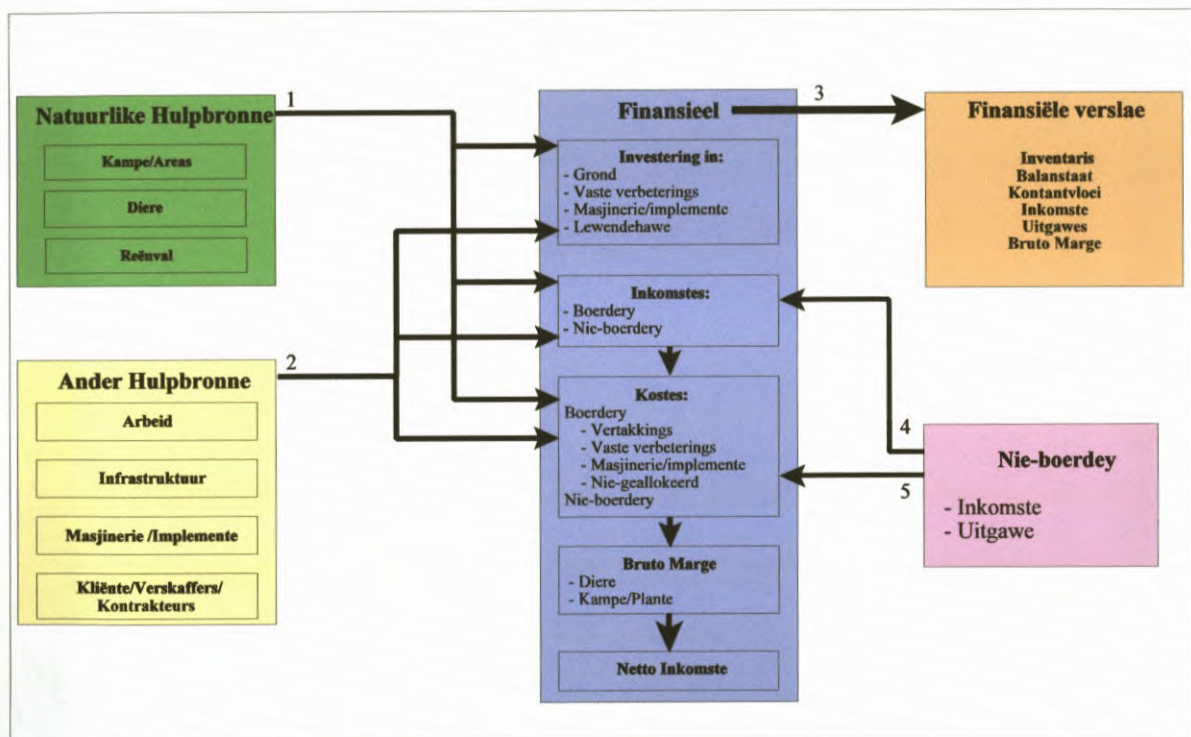 1
Natuurlike Hulpbronne
Kampe/Areas
Diere
Reënval
2
Ander Hulpbronne
Arbeid
Infrastruktuur
Masjinerie /Implemente
Kliënte/Verskaffers/
Kontrakteurs
Finansieel
Investering in:
- Grond
- Vaste verbeterings
- Masjinerie/implemente
- Lewendehawe
Inkomstes:
- Boerdery
- Nie-boerdery
Kostes:
Boerdery
- Vertakkings
- Vaste verbeterings
- Masjinerie/implemente
- Nie-geallokeerd
Nie-boerdery
Bruto Marge
- Diere
- Kampe/Plante
Netto Inkomste
3
Finansiële verslae
Inventaris
Balanstaat
Kontantvloei
Inkomste
Uitgawes
Bruto Marge
4
5
Nie-boerdey
- Inkomste
- Uitgawe